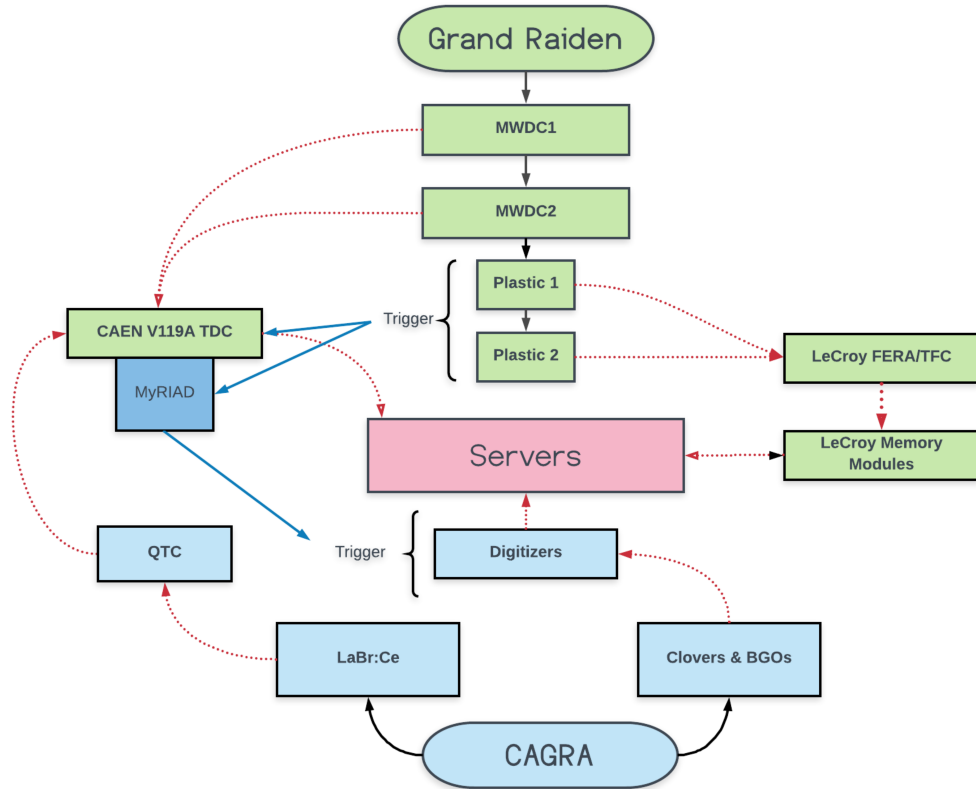 Grand Raiden
MWDC1
MWDC2
Plastic 1
Trigger
Plastic 2
CAEN V119A TDC
MyRIAD
LeCroy FERA/TFC
LeCroy Memory
Modules
Servers
QTC
Trigger
Digitizers
LaBr:Ce
Clovers & BGOs
CAGRA